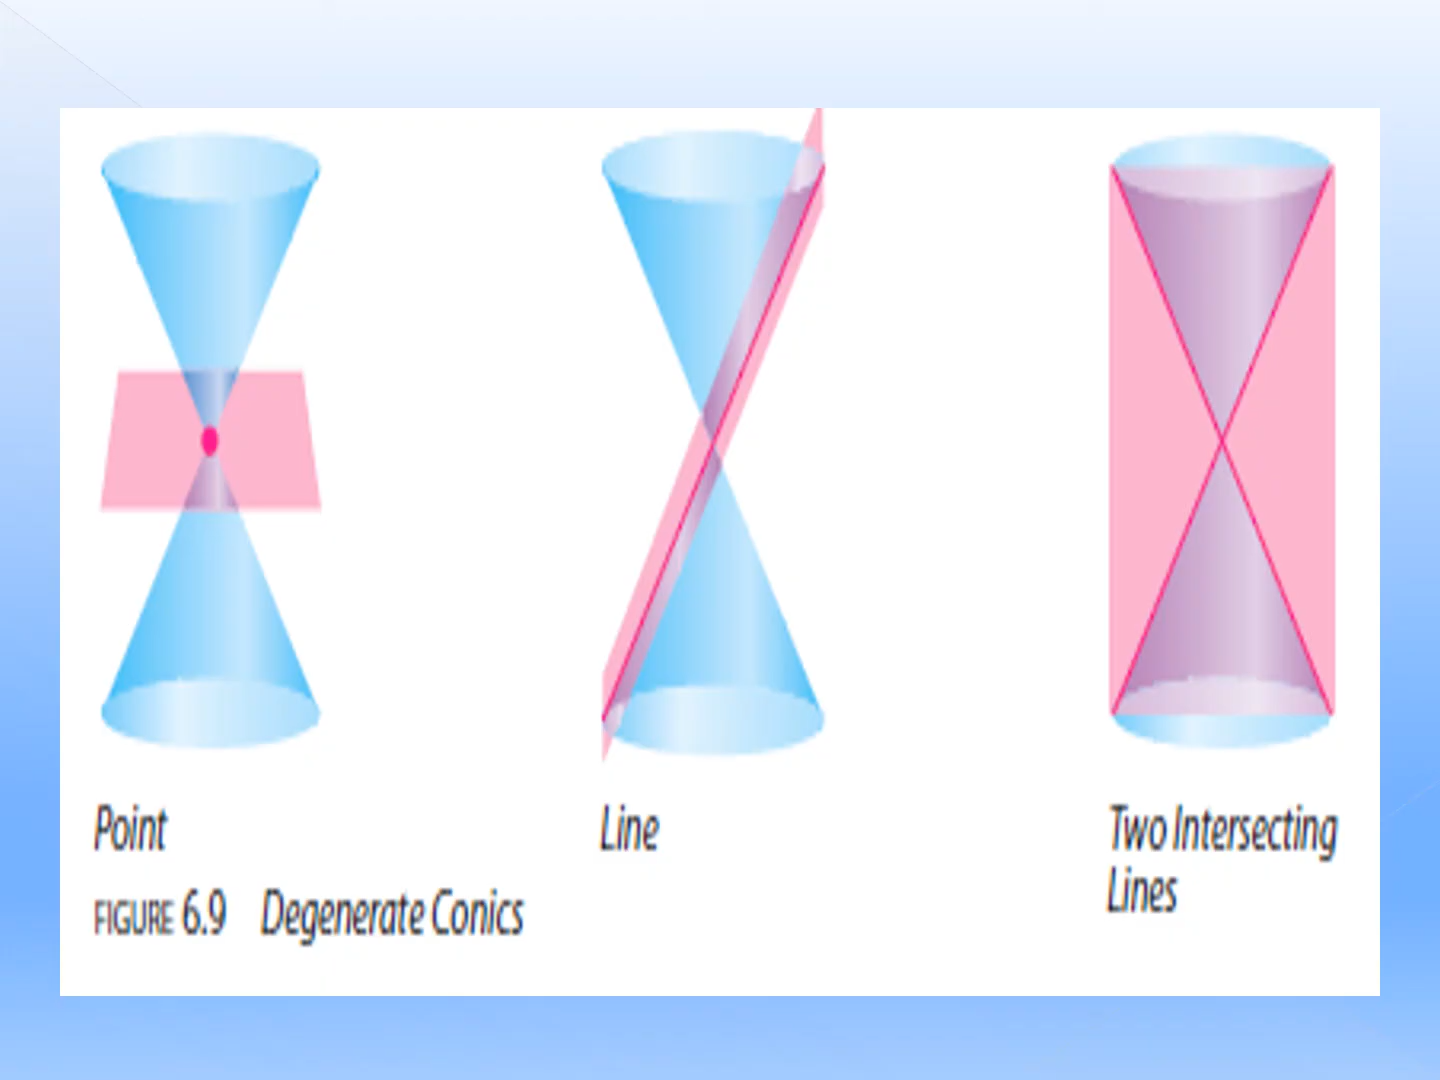 Point
Line
Two Intersecting
Lines
FIGURE 6.9 Degenerate Conics